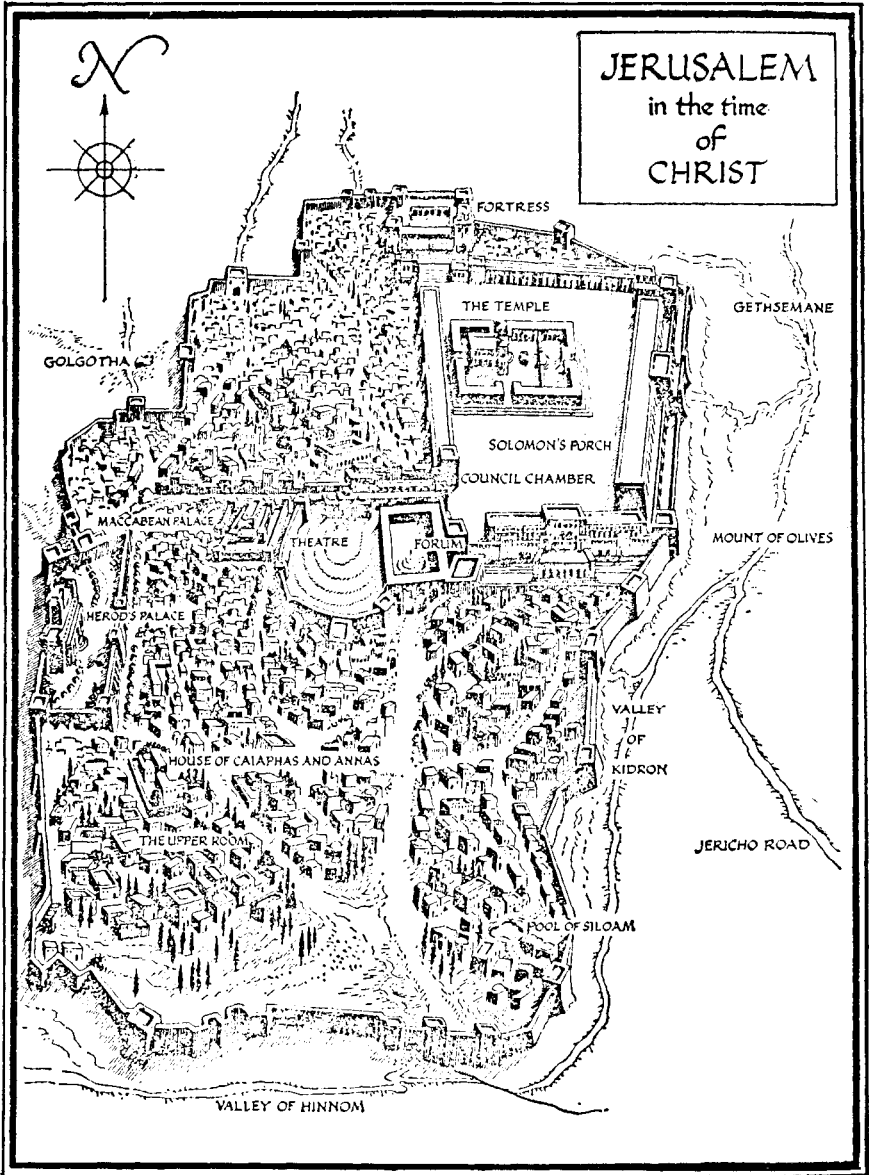 N
JERUSALEM
in the time
of
CHRIST
FORTRESS
THE TEMPLE
GETHSEMANE
GOLGOTHA
SOLOMON'S PORCH
COUNCIL CHAMBER
MACCABEAN PALACE
THEATRE
FORUM
MOUNT OF OLIVES
HEROD'S PALACE
VALLEY
OF
KIDRON
HOUSE OF CAIAPHAS AND ANNAS
THE UPPER ROOM
JERICHO ROAD
POOL OF SILOAM
VALLEY OF HINNOM